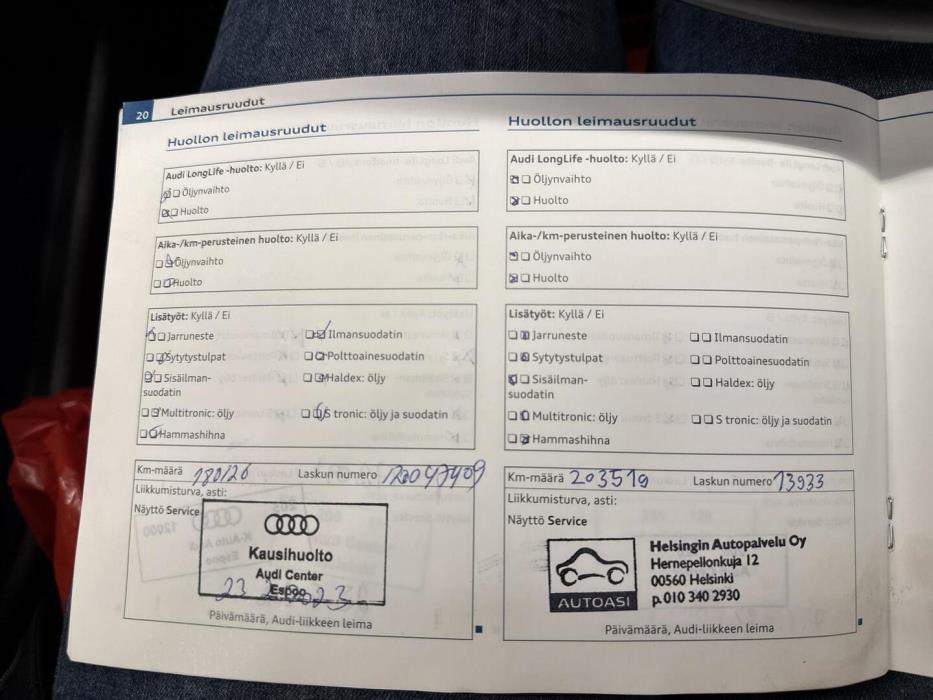 20 Leimausruudut
Huollon leimausruudut
Audi LongLife -huolto: Kyllä / Ei
Öljynvaihto
Huolto
Aika-/km-perusteinen huolto: Kyllä / Ei
Öljynvaihto
Huolto
Lisätyöt: Kyllä / Ei
Jarruneste Ilmansuodatin
Sytytystulpat Polttoainesuodatin
Sisäilman- Haldex: öljy
suodatin
Multitronic: öljy S tronic: öljy ja suodatin
Hammashihna
Km-määrä 180126 Laskun numero 120047409
Liikkumisturva, asti:
Näyttö Service
Kausihuolto
Audi Center
Espoo
Päivämäärä, Audi-liikkeen leima
Huollon leimausruudut
Audi LongLife -huolto: Kyllä / Ei
Öljynvaihto
Huolto
Aika-/km-perusteinen huolto: Kyllä / Ei
Öljynvaihto
Huolto
Lisätyöt: Kyllä / Ei
Jarruneste Ilmansuodatin
Sytytystulpat Polttoainesuodatin
Sisäilman- Haldex: öljy
suodatin
Multitronic: öljy S tronic: öljy ja suodatin
Hammashihna
Km-määrä 203519 Laskun numero 13933
Liikkumisturva, asti:
Näyttö Service
AUTOASI
Helsingin Autopalvelu Oy
Hernepellonkuja 12
00560 Helsinki
p.010 340 2930
Päivämäärä, Audi-liikkeen leima